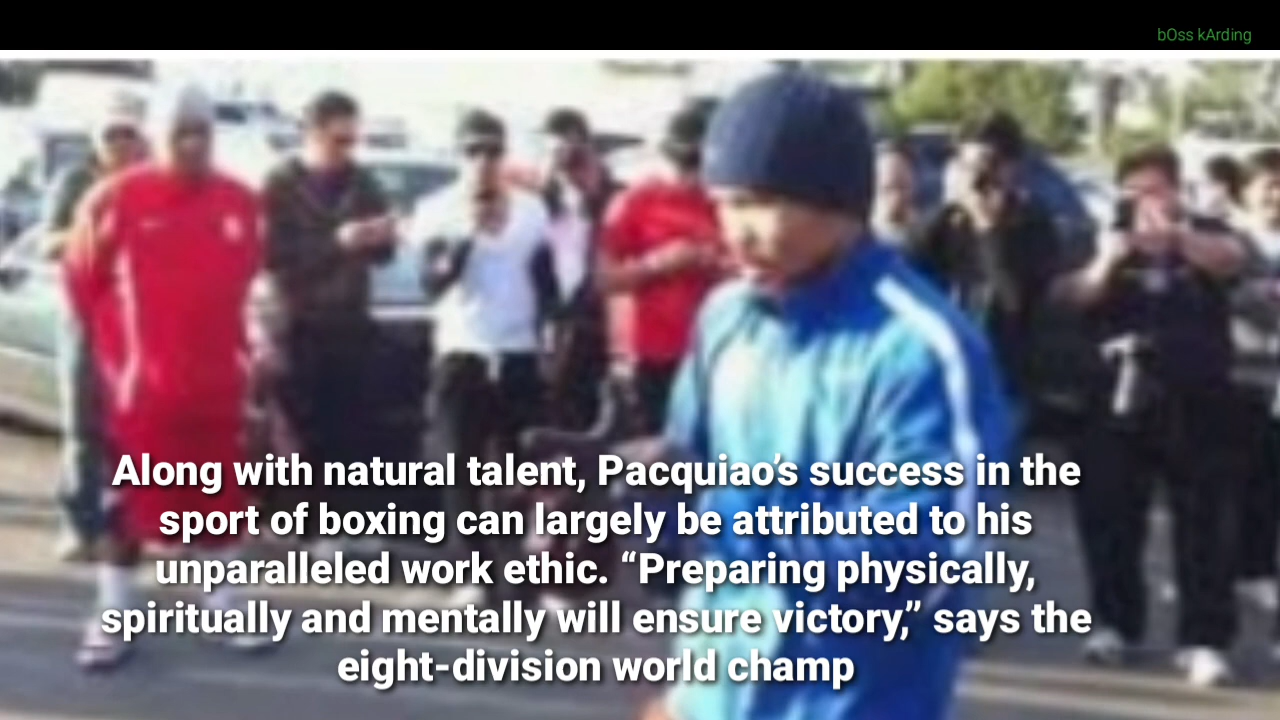 bOss kArding
Along with natural talent, Pacquiao’s success in the
sport of boxing can largely be attributed to his
unparalleled work ethic. “Preparing physically,
spiritually and mentally will ensure victory,” says the
eight-division world champ